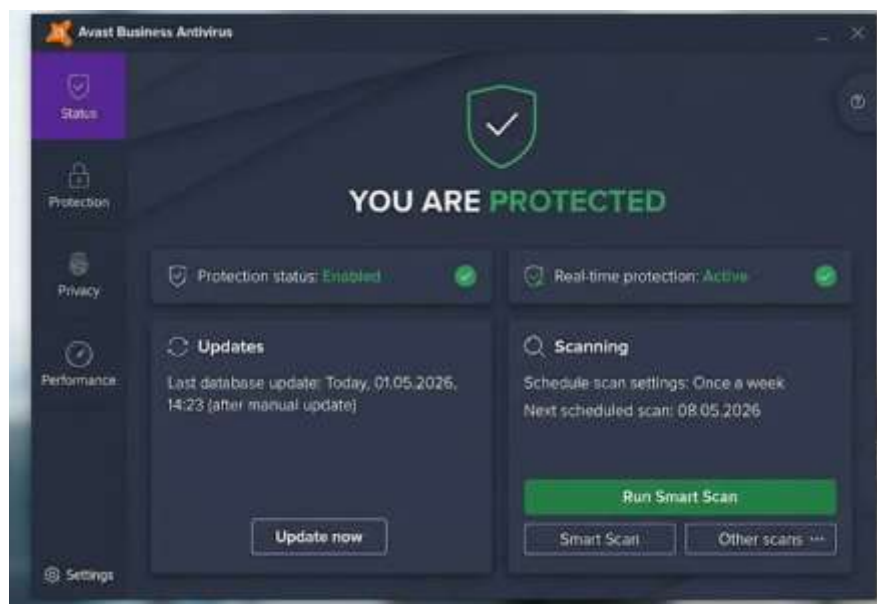 Avast Business Antivirus
Status
Protection
Privacy
Performance
Settings
YOU ARE PROTECTED
Protection status: Enabled
Real-time protection: Active
Updates
Last database update: Today, 01.05.2026,
14:23 (after manual update)
Update now
Scanning
Schedule scan settings: Once a week
Next scheduled scan: 08.05.2026
Run Smart Scan
Smart Scan
Other scans ...